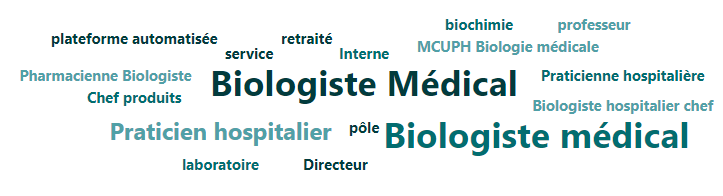 biochimie professeur
plateforme automatisée retraité
MCUPH Biologie médicale
service Interne
Pharmacienne Biologiste Biologiste Médical Praticienne hospitalière
Chef produits
Biologiste hospitalier chef
Praticien hospitalier pôle Biologiste médical
laboratoire Directeur